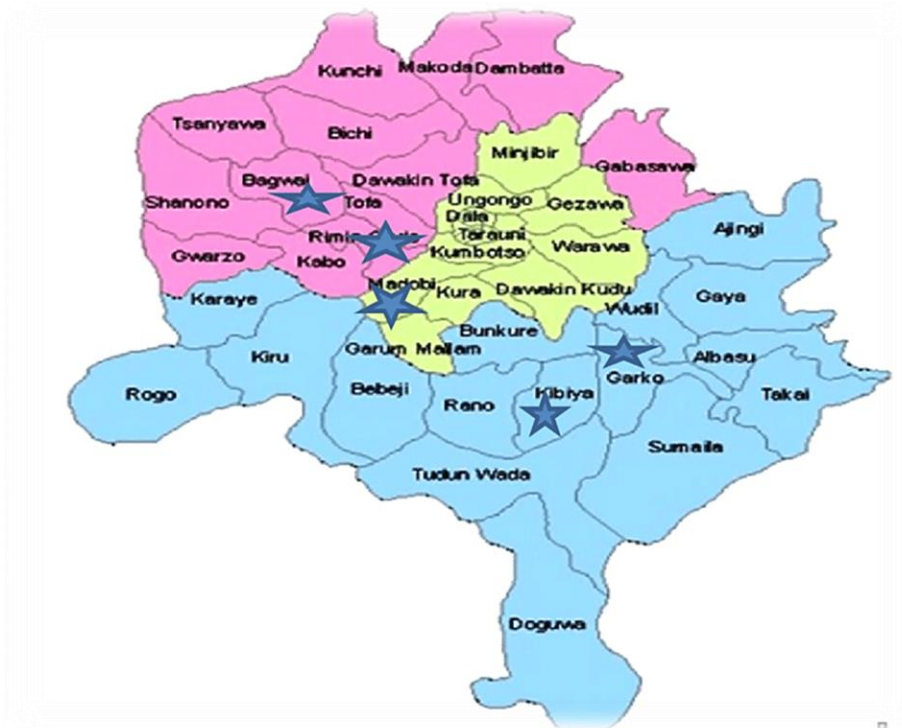 Kunchi
Makoda
Dambatta
Tsanyawa
Bichi
Minjibir
Gabasawa
Bagwai
Dawakin Tofa
Shanono
Tofa
Ungongo
Gezawa
Dala
Tarauni
Ajingi
Rimin
Kumbotso
Warawa
Gwarzo
Kabo
Madobi
Kura
Dawakin Kudu
Karaye
Gaya
Wudil
Bunkure
Garum Mallam
Kiru
Albasu
Garko
Rogo
Bebeji
Rano
Kibiya
Takai
Sumaila
Tudun Wada
Doguwa